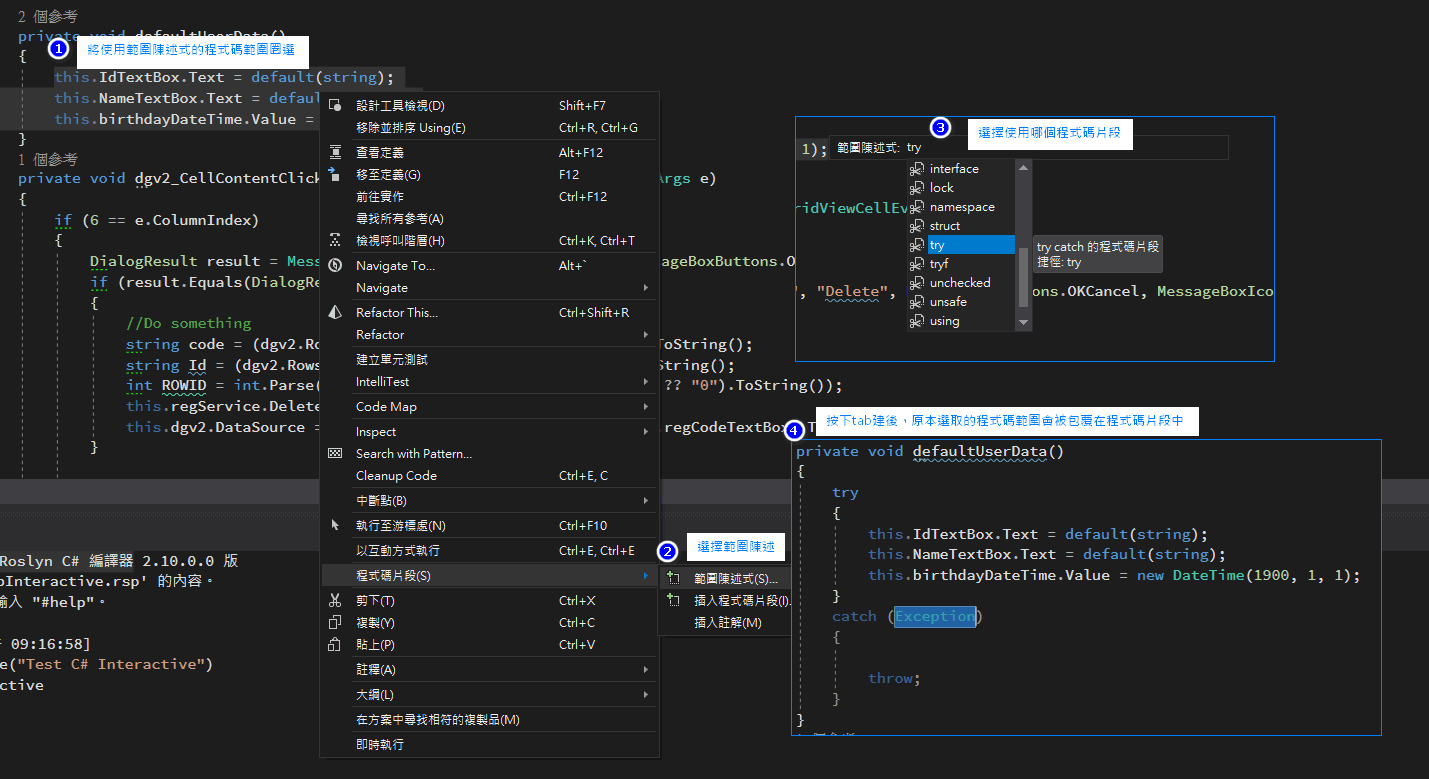 2 個參考
private void defaultUserData()
1 將使用範圍陳述式的程式碼範圍圈選
{
this.IdTextBox.Text = default(string);
this.NameTextBox.Text = defau
this.birthdayDateTime.Value =
}
1 個參考
private void dgv2_CellContentClick
Args e)
{
if (6 == e.ColumnIndex)
{
DialogResult result = Mess
ageBoxButtons.O
if (result.Equals(DialogRe
{
//Do something
string code = (dgv2.Ro
ToString();
string Id = (dgv2.Rows
String();
int ROWID = int.Parse(
?? "0").ToString());
this.regService.Delete
this.dgv2.DataSource =
.regCodeTextBox.T
}
Roslyn C# 編譯器 2.10.0.0 版
pInteractive.rsp' 的內容。
輸入 "#help"。
09:16:58]
e("Test C# Interactive")
ctive
設計工具檢視(D) Shift+F7
移除並排序 Using(E) Ctrl+R, Ctrl+G
查看定義 Alt+F12
移至定義(G) F12
前往實作 Ctrl+F12
尋找所有參考(A)
檢視呼叫階層(H) Ctrl+K, Ctrl+T
Navigate To... Alt+`
Navigate
Refactor This... Ctrl+Shift+R
Refactor
建立單元測試
IntelliTest
Code Map
Inspect
Search with Pattern...
Cleanup Code Ctrl+E, C
中斷點(B)
執行至游標處(N) Ctrl+F10
以互動方式執行 Ctrl+E, Ctrl+E
程式碼片段(S)
剪下(T) Ctrl+X
複製(Y) Ctrl+C
貼上(P) Ctrl+V
註釋(A)
大綱(L)
在方案中尋找相符的複製品(M)
即時執行
2 選擇範圍陳述
範圍陳述式(S)...
插入程式碼片段(I).
插入註解(M)
3 選擇使用哪個程式碼片段
1); 範圍陳述式: try
interface
lock
namespace
ridViewCellEv
struct
try
try catch 的程式碼片段
捷徑: try
tryf
unchecked
", "Delete",
ons.OKCancel, MessageBoxIco
unsafe
using
4 按下tab建後，原本選取的程式碼範圍會被包覆在程式碼片段中
private void defaultUserData()
{
try
{
this.IdTextBox.Text = default(string);
this.NameTextBox.Text = default(string);
this.birthdayDateTime.Value = new DateTime(1900, 1, 1);
}
catch (Exception)
{
throw;
}
}